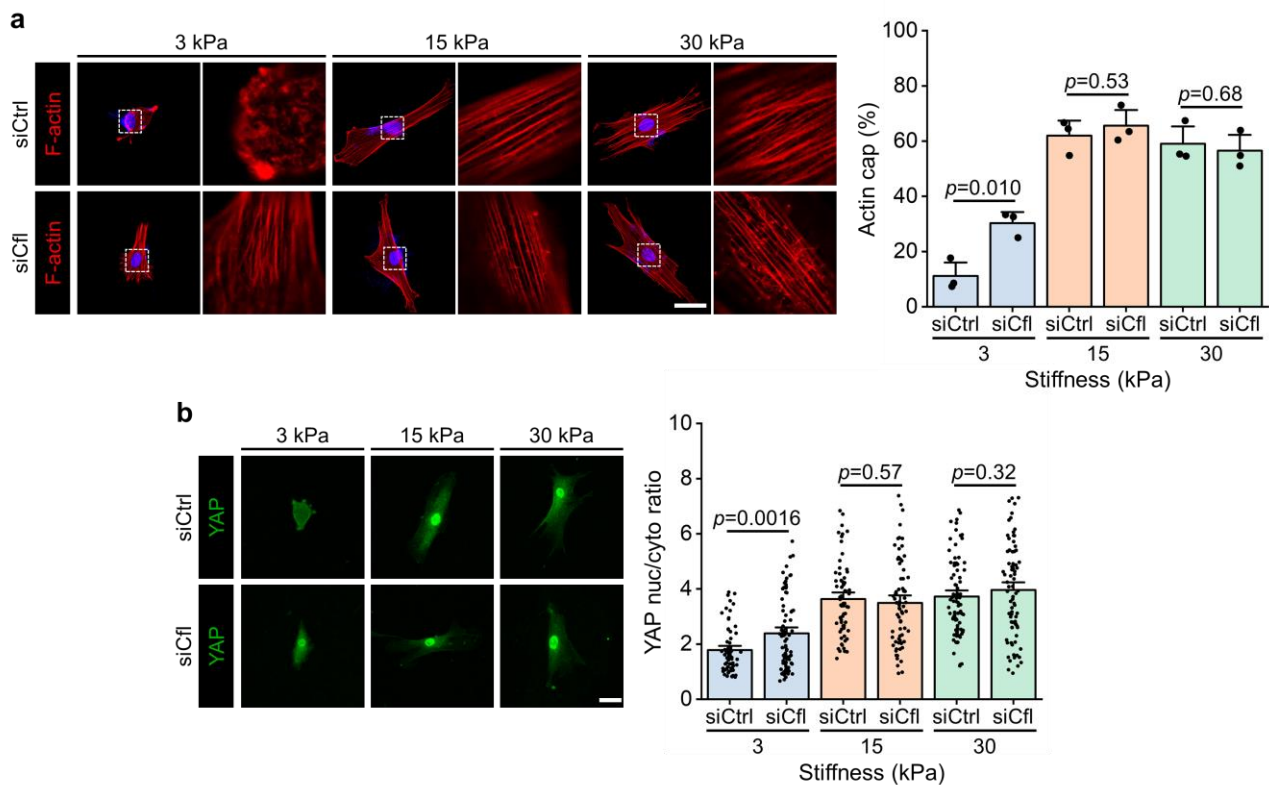 a
3 kPa
15 kPa
30 kPa
siCtrl
F-actin
siCfl
F-actin
100
80
60
40
20
0
Actin cap (%)
p=0.010
p=0.53
p=0.68
siCtrl
siCfl
siCtrl
siCfl
siCtrl
siCfl
3
15
30
Stiffness (kPa)
b
3 kPa
15 kPa
30 kPa
siCtrl
YAP
siCfl
YAP
10
8
6
4
2
0
YAP nuc/cyto ratio
p=0.0016
p=0.57
p=0.32
siCtrl
siCfl
siCtrl
siCfl
siCtrl
siCfl
3
15
30
Stiffness (kPa)